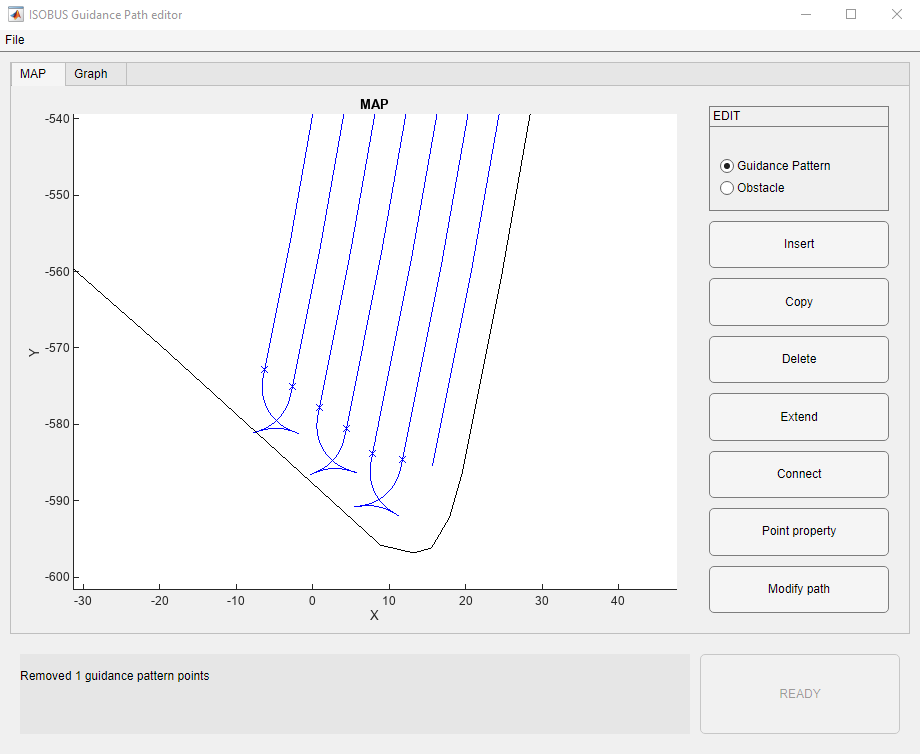 ISOBUS Guidance Path editor
File
MAP
Graph
MAP
EDIT
Guidance Pattern
Obstacle
Insert
Copy
Delete
Extend
Connect
Point property
Modify path
-540
-550
-560
-570
-580
-590
-600
Y
-30
-20
-10
0
10
20
30
40
X
Removed 1 guidance pattern points
READY